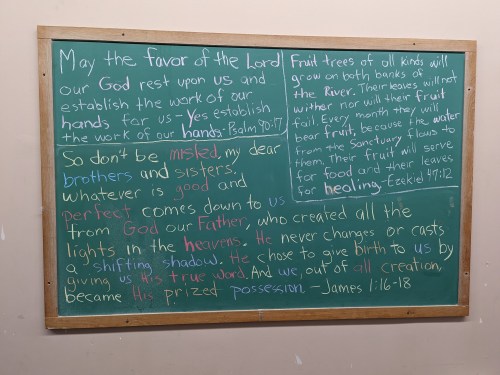 May the favor of the Lord
our God rest upon us and
establish the work of our
hands for us - Yes establish
the work of our hands - Psalm 90:17
Fruit trees of all kinds will
grow on both banks of
the River. Their leaves will not
wither nor will their fruit
fail. Every month they will
bear fruit, because the water
from the Sanctuary flows to
them. Their fruit will serve
for food and their leaves
for healing - Ezekiel 47:12
So don't be misled, my dear
brothers and sisters.
whatever is good and
perfect comes down to us
from God our Father, who created all the
lights in the heavens. He never changes or casts
a shifting shadow. He chose to give birth to us by
giving us His true word. And we, out of all creation,
became His prized possession - James 1:16-18